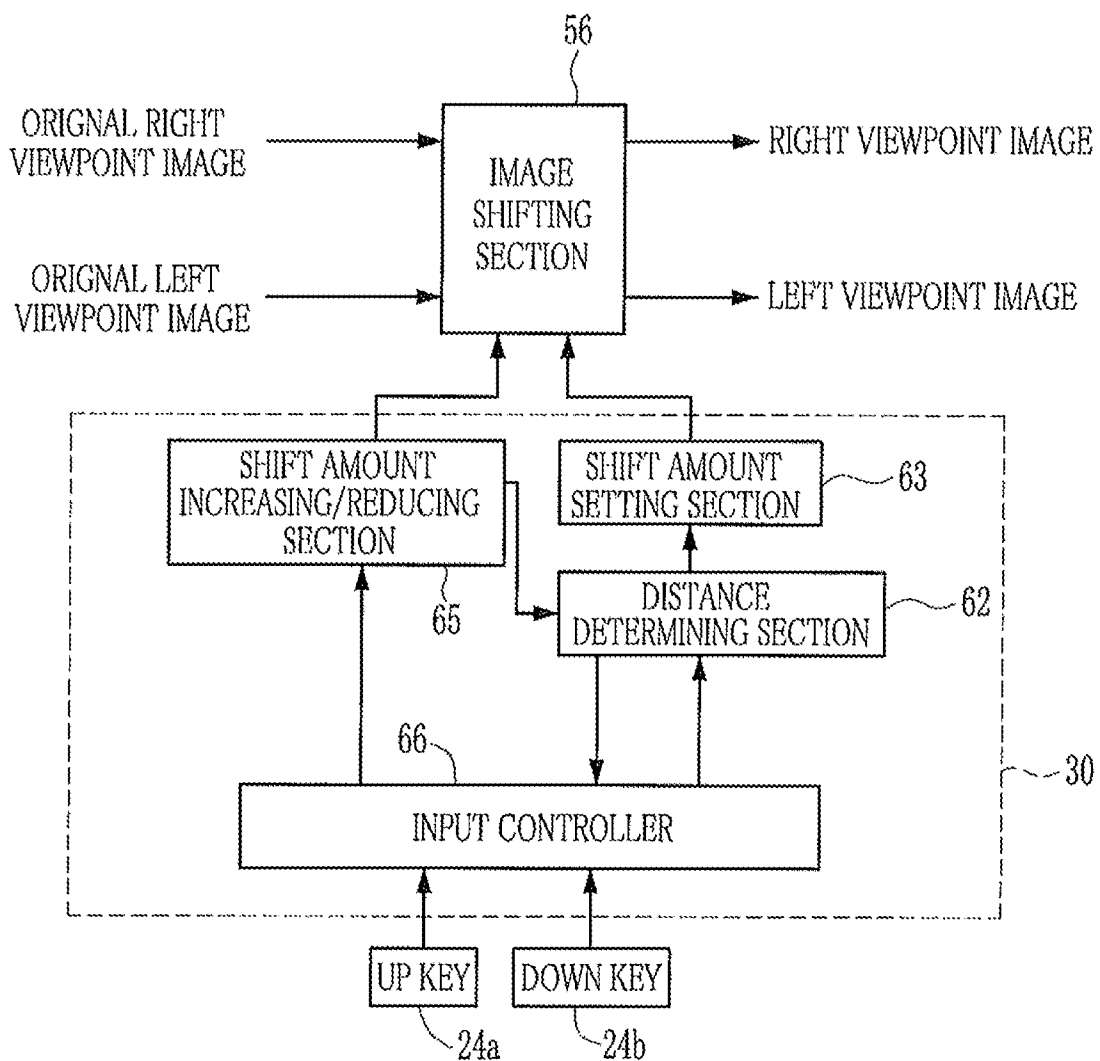 56
ORIGNAL RIGHT
VIEWPOINT IMAGE
RIGHT VIEWPOINT IMAGE
IMAGE
SHIFTING
SECTION
ORIGNAL LEFT
VIEWPOINT IMAGE
LEFT VIEWPOINT IMAGE
SHIFT AMOUNT
INCREASING/REDUCING
SECTION
65
SHIFT AMOUNT
SETTING SECTION
63
DISTANCE
DETERMINING SECTION
62
66
30
INPUT CONTROLLER
UP KEY
DOWN KEY
24a
24b